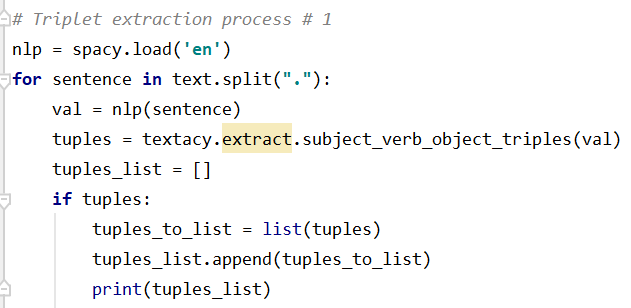 # Triplet extraction process # 1
nlp = spacy.load('en')
for sentence in text.split("."):
    val = nlp(sentence)
    tuples = textacy.extract.subject_verb_object_triples(val)
    tuples_list = []
    if tuples:
        tuples_to_list = list(tuples)
        tuples_list.append(tuples_to_list)
        print(tuples_list)